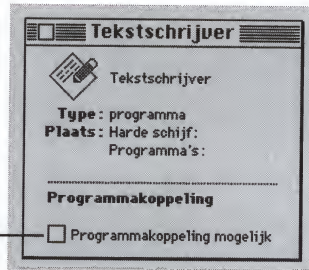 Tekstschrijver
Tekstschrijver
Type: programma
Plaats: Harde schijf:
Programma's:
Programmakoppeling
Programmakoppeling mogelijk